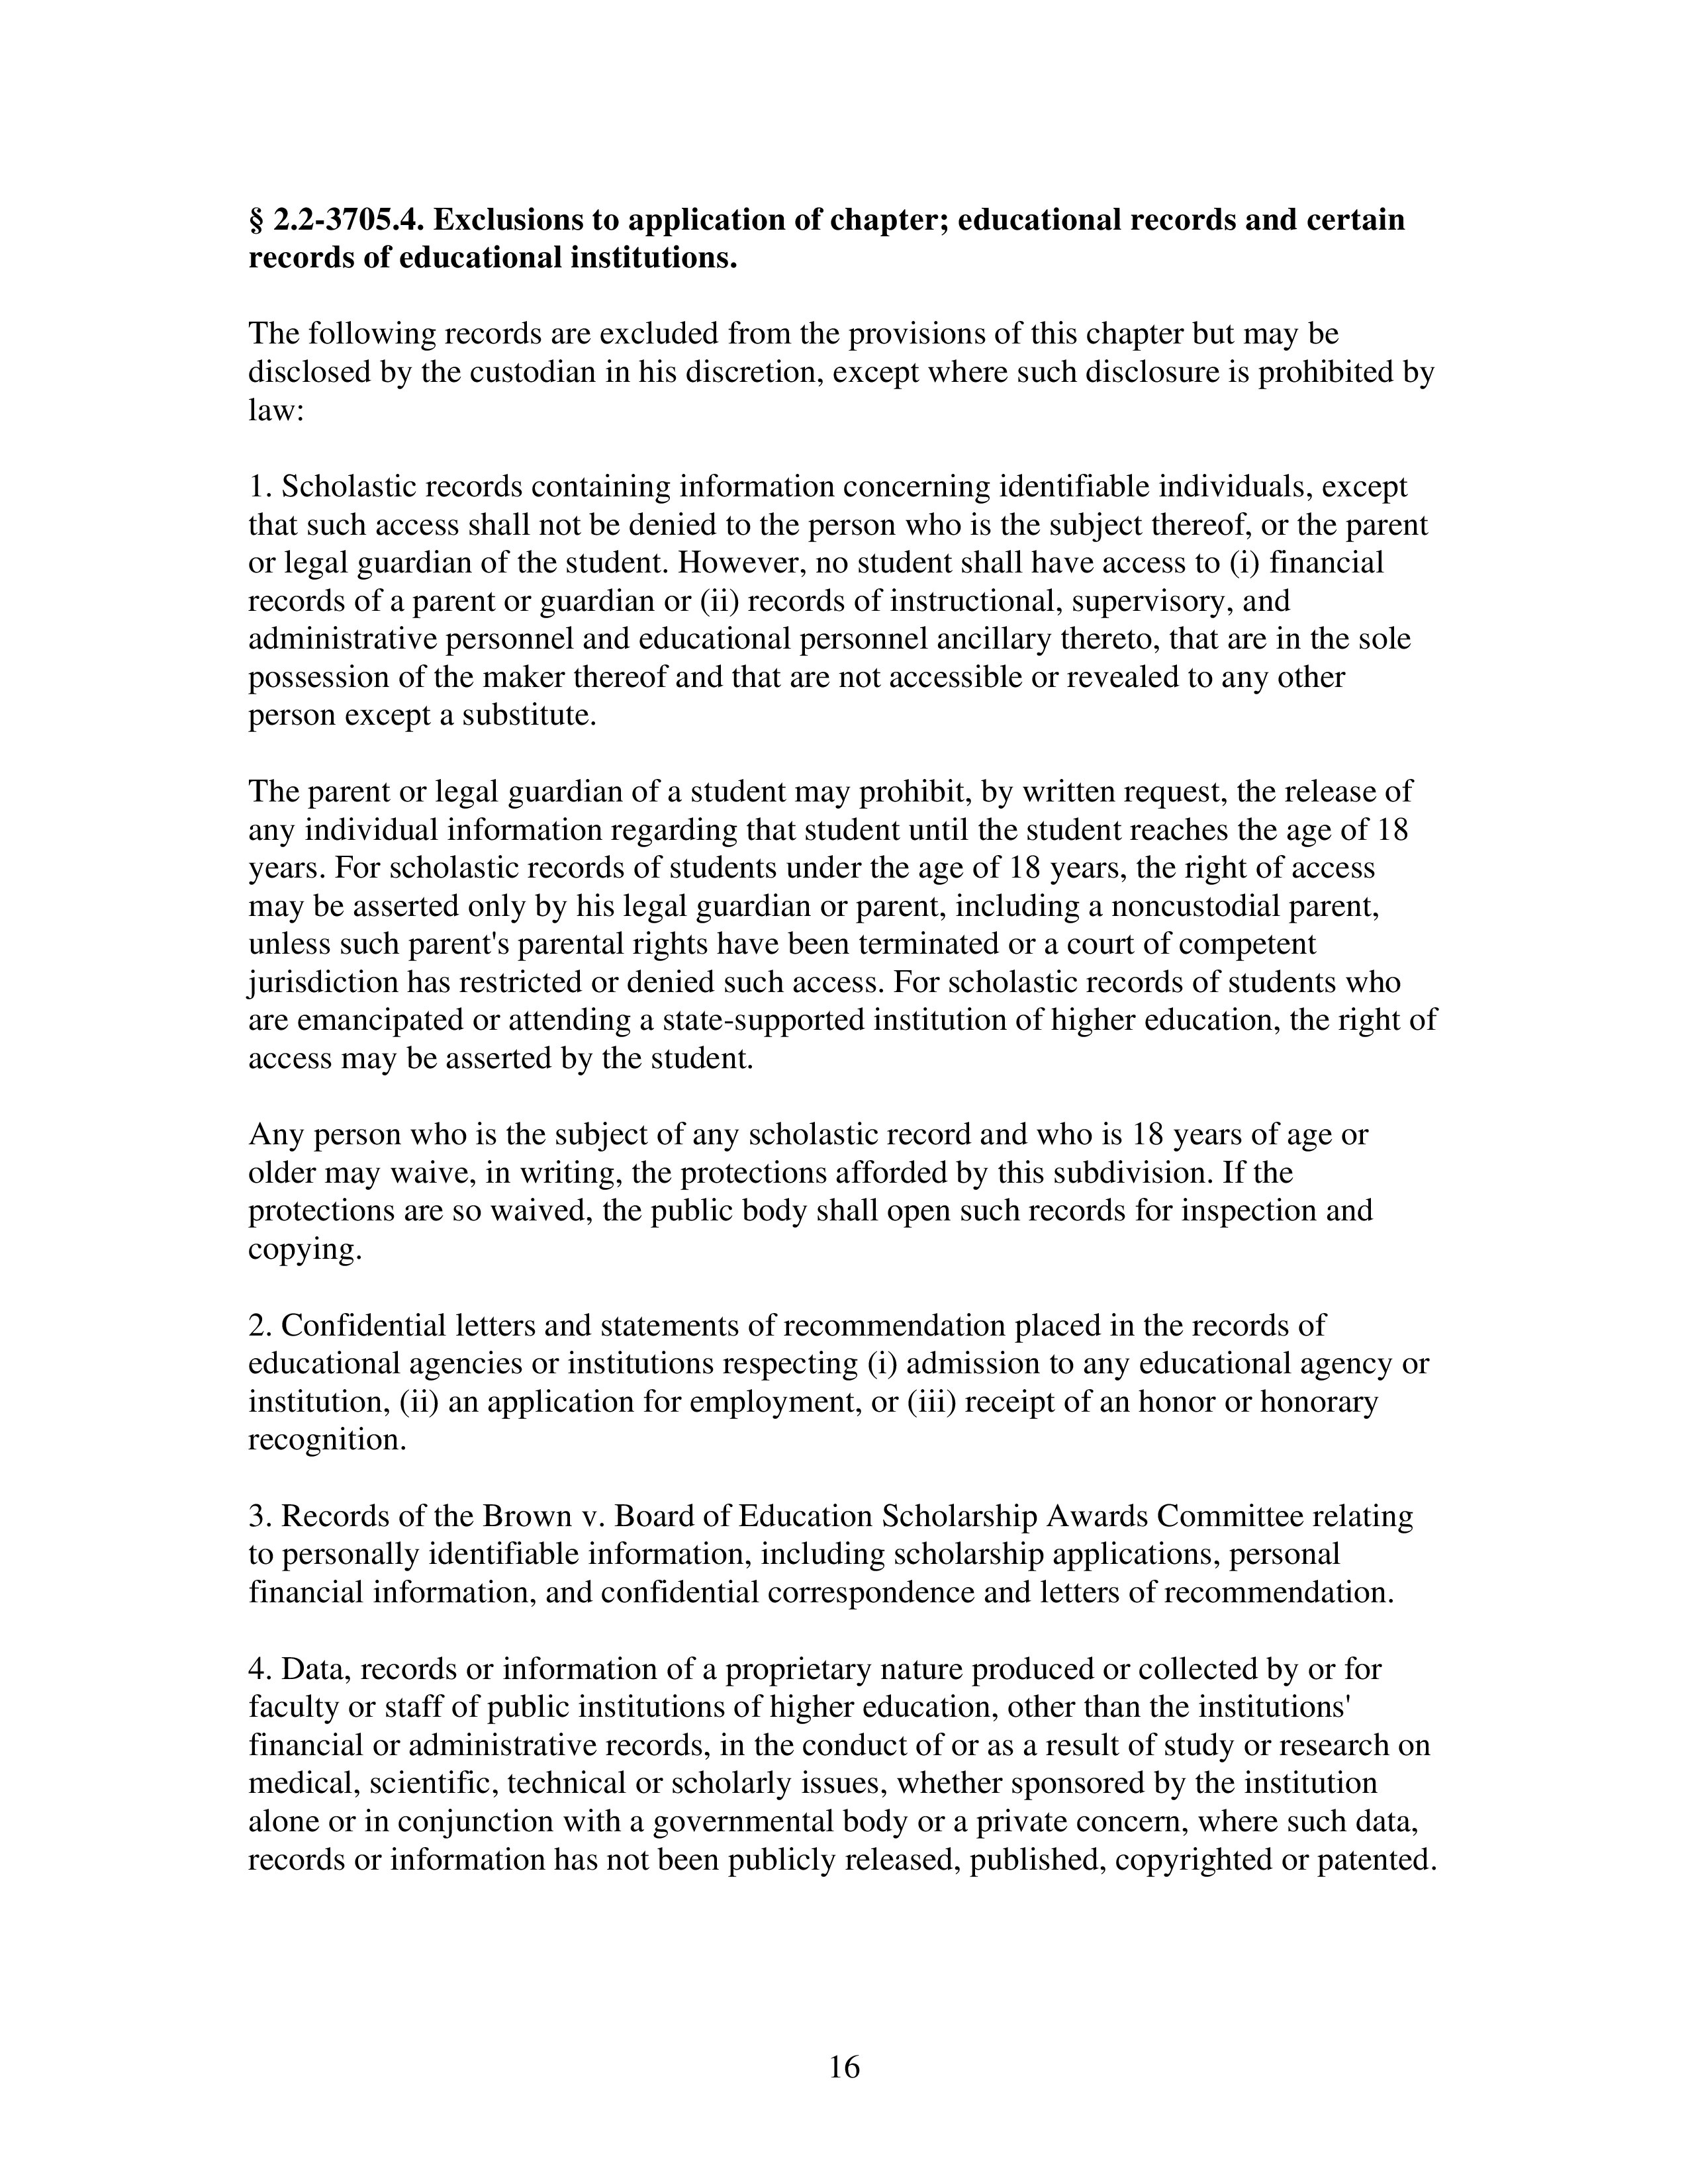 § 2.2-3705.4. Exclusions to application of chapter; educational records and certain
records of educational institutions.
The following records are excluded from the provisions of this chapter but may be
disclosed by the custodian in his discretion, except where such disclosure is prohibited by
law:
1. Scholastic records containing information concerning identifiable individuals, except
that such access shall not be denied to the person who is the subject thereof, or the parent
or legal guardian of the student. However, no student shall have access to (i) financial
records of a parent or guardian or (ii) records of instructional, supervisory, and
administrative personnel and educational personnel ancillary thereto, that are in the sole
possession of the maker thereof and that are not accessible or revealed to any other
person except a substitute.
The parent or legal guardian of a student may prohibit, by written request, the release of
any individual information regarding that student until the student reaches the age of 18
years. For scholastic records of students under the age of 18 years, the right of access
may be asserted only by his legal guardian or parent, including a noncustodial parent,
unless such parent's parental rights have been terminated or a court of competent
jurisdiction has restricted or denied such access. For scholastic records of students who
are emancipated or attending a state-supported institution of higher education, the right of
access may be asserted by the student.
Any person who is the subject of any scholastic record and who is 18 years of age or
older may waive, in writing, the protections afforded by this subdivision. If the
protections are so waived, the public body shall open such records for inspection and
copying.
2. Confidential letters and statements of recommendation placed in the records of
educational agencies or institutions respecting (i) admission to any educational agency or
institution, (ii) an application for employment, or (iii) receipt of an honor or honorary
recognition.
3. Records of the Brown v. Board of Education Scholarship Awards Committee relating
to personally identifiable information, including scholarship applications, personal
financial information, and confidential correspondence and letters of recommendation.
4. Data, records or information of a proprietary nature produced or collected by or for
faculty or staff of public institutions of higher education, other than the institutions'
financial or administrative records, in the conduct of or as a result of study or research on
medical, scientific, technical or scholarly issues, whether sponsored by the institution
alone or in conjunction with a governmental body or a private concern, where such data,
records or information has not been publicly released, published, copyrighted or patented.
16